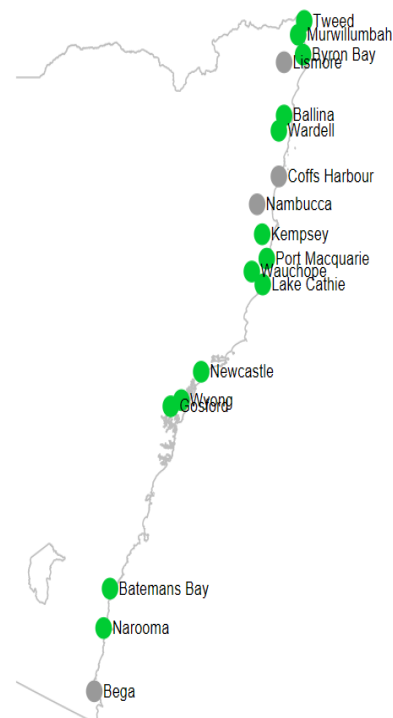 Tweed
Murwillumbah
Byron Bay
Lismore
Ballina
Wardell
Coffs Harbour
Nambucca
Kempsey
Port Macquarie
Wauchope
Lake Cathie
Newcastle
Wyong
Gosford
Batemans Bay
Narooma
Bega